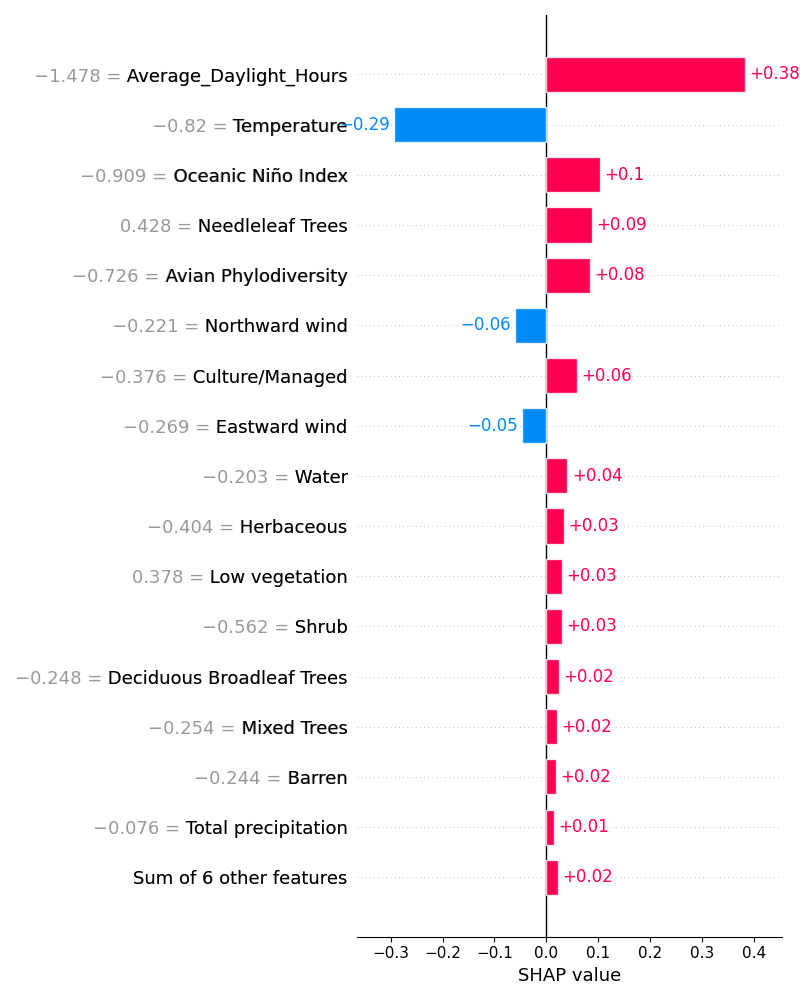 −1.478 = Average_Daylight_Hours +0.38
−0.82 = Temperature −0.29
−0.909 = Oceanic Niño Index +0.1
0.428 = Needleleaf Trees +0.09
−0.726 = Avian Phylodiversity +0.08
−0.221 = Northward wind −0.06
−0.376 = Culture/Managed +0.06
−0.269 = Eastward wind −0.05
−0.203 = Water +0.04
−0.404 = Herbaceous +0.03
0.378 = Low vegetation +0.03
−0.562 = Shrub +0.03
−0.248 = Deciduous Broadleaf Trees +0.02
−0.254 = Mixed Trees +0.02
−0.244 = Barren +0.02
−0.076 = Total precipitation +0.01
Sum of 6 other features +0.02
−0.3 −0.2 −0.1 0.0 0.1 0.2 0.3 0.4
SHAP value